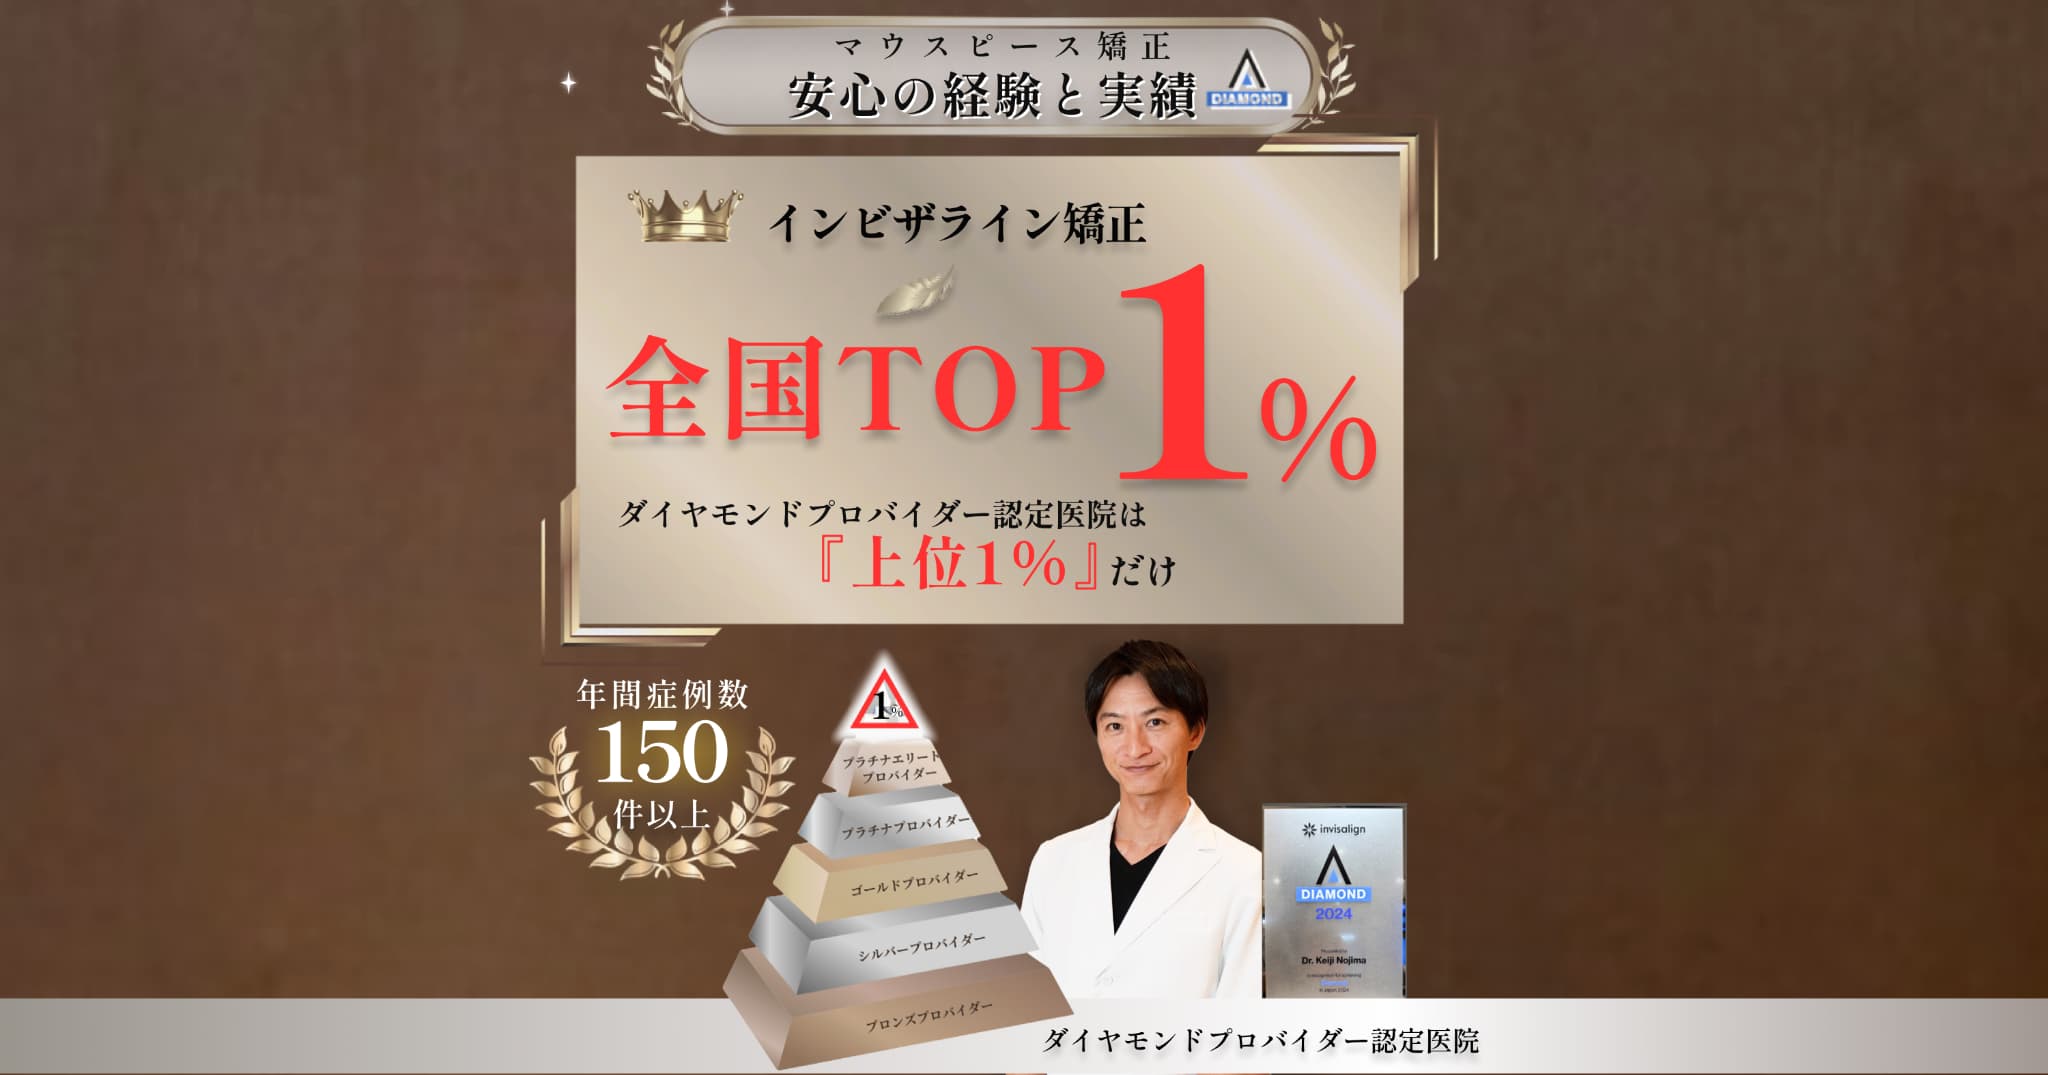 マウスピース矯正
安心の経験と実績
DIAMOND
インビザライン矯正
全国TOP1%
ダイヤモンドプロバイダー認定医院は
『上位1%』だけ
年間症例数
150
件以上
1%
プラチナエリート
プロバイダー
プラチナプロバイダー
ゴールドプロバイダー
シルバープロバイダー
ブロンズプロバイダー
invisalign
DIAMOND
2024
Presented to
Dr. Keiji Nojima
in Japan 2024
ダイヤモンドプロバイダー認定医院